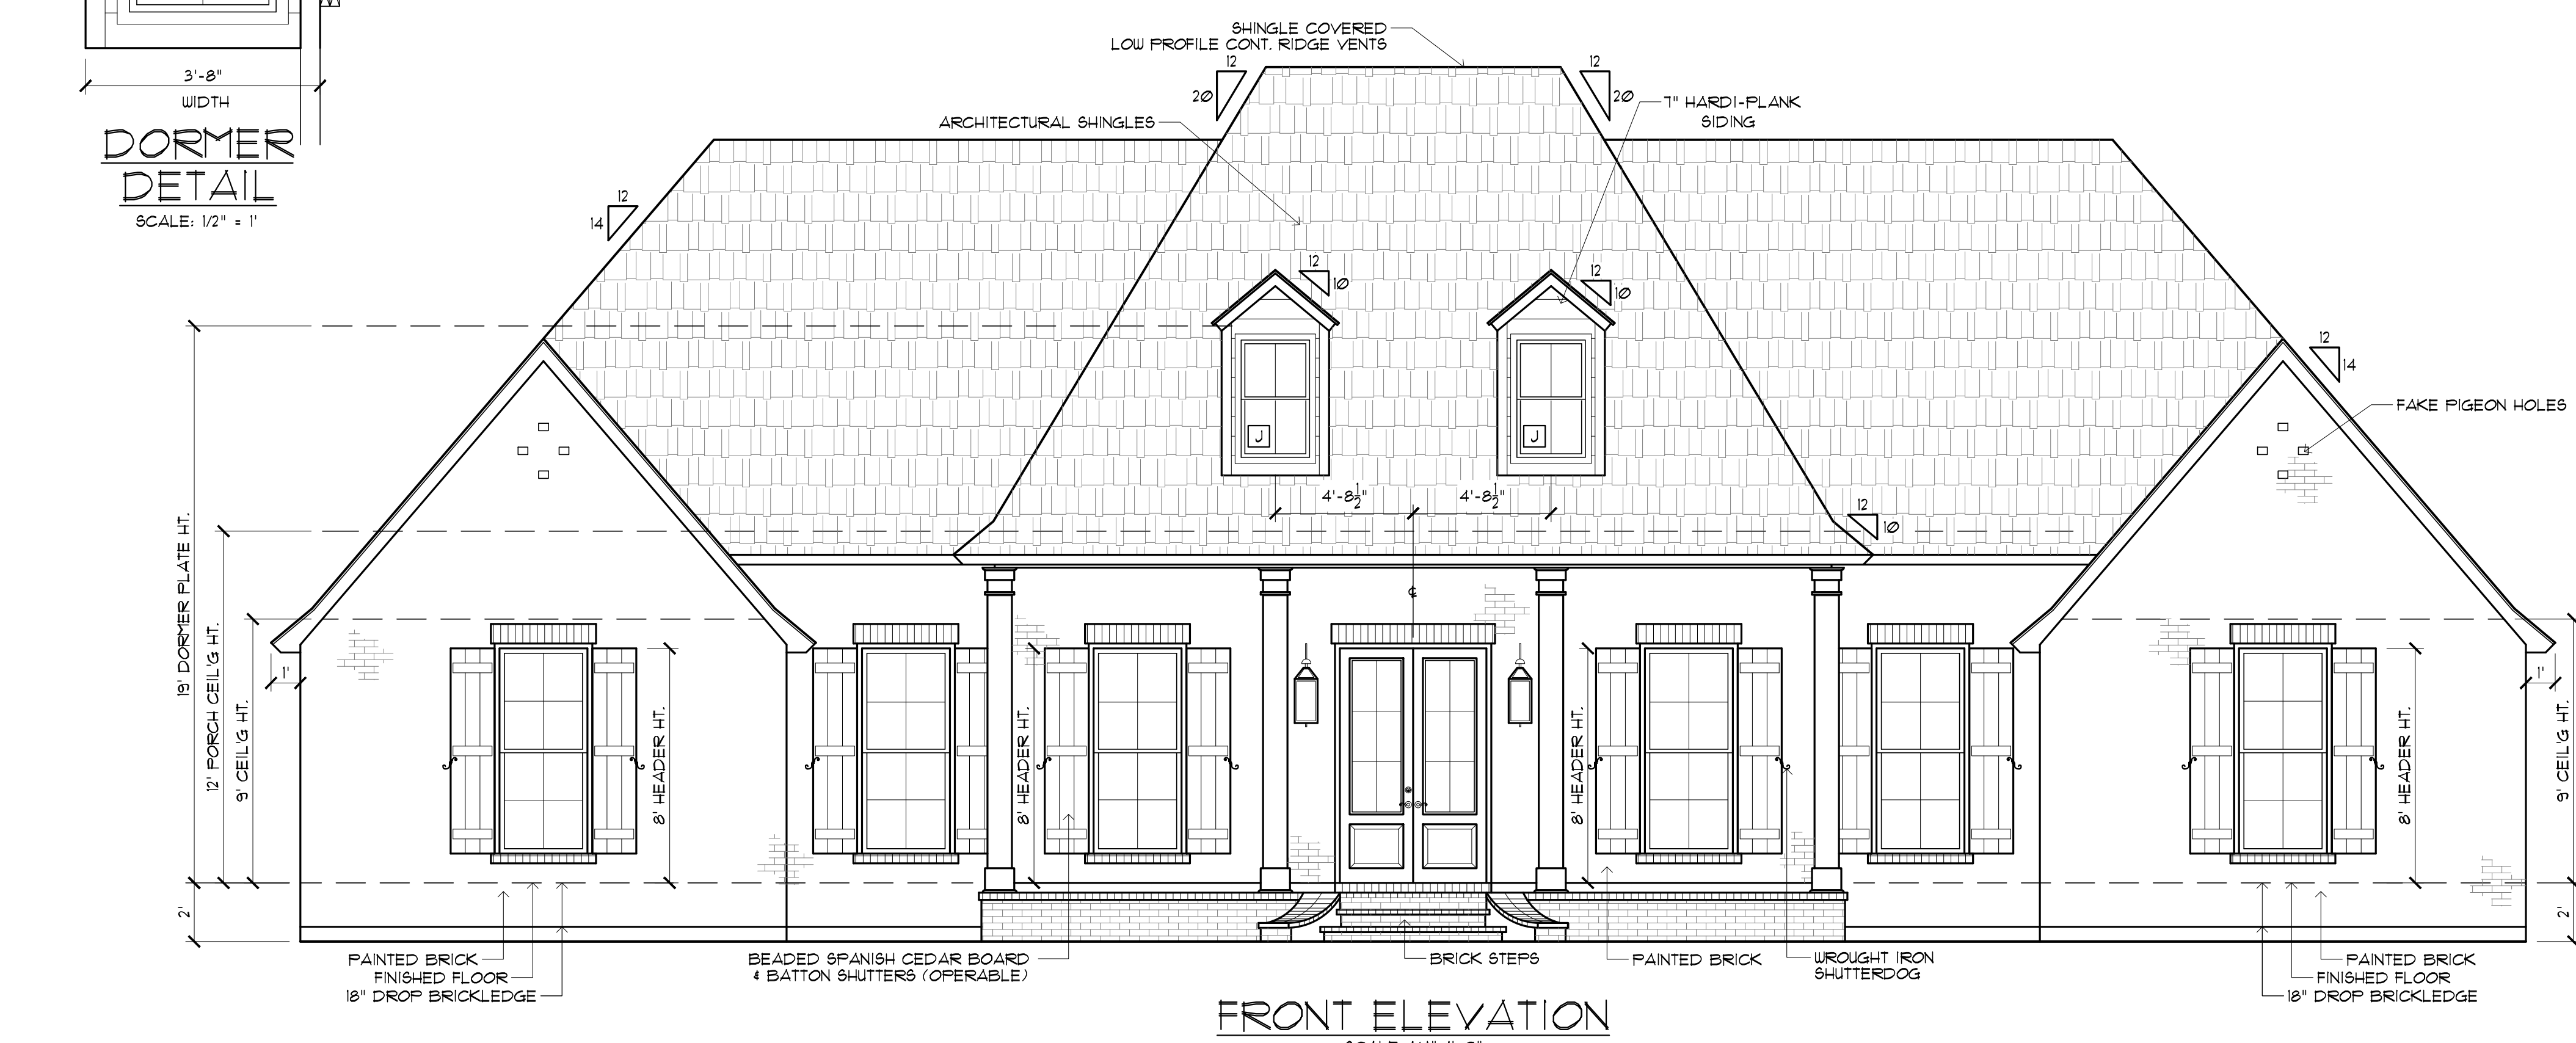 3'-8"
WIDTH
DORMER
DETAIL
SCALE: 1/2" = 1'
SHINGLE COVERED
LOW PROFILE CONT. RIDGE VENTS
12
20
12
20
7" HARDI-PLANK
SIDING
ARCHITECTURAL SHINGLES
12
14
12
10
12
10
12
14
FAKE PIGEON HOLES
J
J
4'-8 1/2"
4'-8 1/2"
12
10
19' DORMER PLATE HT.
12' PORCH CEIL'G HT.
9' CEIL'G HT.
2'
1'
8' HEADER HT.
8' HEADER HT.
℄
8' HEADER HT.
8' HEADER HT.
1'
9' CEIL'G HT.
2'
PAINTED BRICK
FINISHED FLOOR
18" DROP BRICKLEDGE
BEADED SPANISH CEDAR BOARD
& BATTON SHUTTERS (OPERABLE)
BRICK STEPS
PAINTED BRICK
WROUGHT IRON
SHUTTERDOG
PAINTED BRICK
FINISHED FLOOR
18" DROP BRICKLEDGE
FRONT ELEVATION